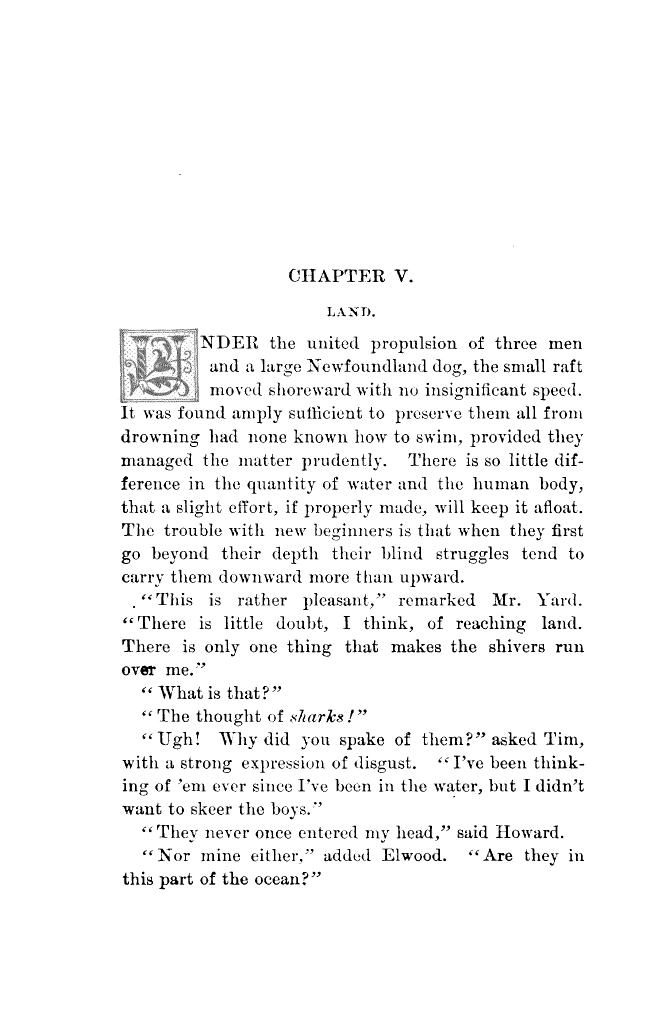 CHAPTER V.
LAND.
UNDER the united propulsion of three men
and a large Newfoundland dog, the small raft
moved shoreward with no insignificant speed.
It was found amply sufficient to preserve them all from
drowning had none known how to swim, provided they
managed the matter prudently. There is so little dif-
ference in the quantity of water and the human body,
that a slight effort, if properly made, will keep it afloat.
The trouble with new beginners is that when they first
go beyond their depth their blind struggles tend to
carry them downward more than upward.
"This is rather pleasant," remarked Mr. Yard.
"There is little doubt, I think, of reaching land.
There is only one thing that makes the shivers run
over me."
"What is that?"
"The thought of sharks!"
"Ugh! Why did you spake of them?" asked Tim,
with a strong expression of disgust. "I've been think-
ing of 'em ever since I've been in the water, but I didn't
want to skeer the boys."
"They never once entered my head," said Howard.
"Nor mine either," added Elwood. "Are they in
this part of the ocean?"